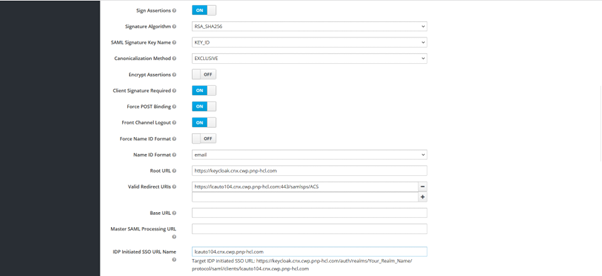 Sign Assertions ON
Signature Algorithm RSA_SHA256
SAML Signature Key Name KEY_ID
Canonicalization Method EXCLUSIVE
Encrypt Assertions OFF
Client Signature Required ON
Force POST Binding ON
Front Channel Logout ON
Force Name ID Format OFF
Name ID Format email
Root URL https://keycloak.cnx.cwp.pnp-hcl.com
Valid Redirect URIs https://lcauto104.cnx.cwp.pnp-hcl.com:443/samlsps/ACS
Base URL
Master SAML Processing URL
IDP Initiated SSO URL Name lcauto104.cnx.cwp.pnp-hcl.com
Target IDP initiated SSO URL: https://keycloak.cnx.cwp.pnp-hcl.com/auth/realms/Your_Realm_Name/
protocol/saml/clients/lcauto104.cnx.cwp.pnp-hcl.com